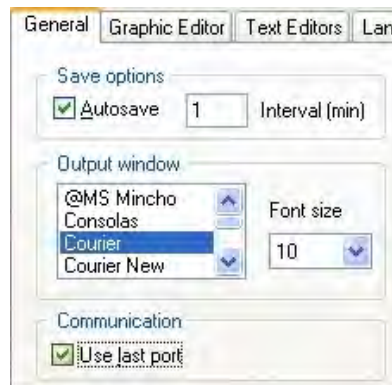 General Graphic Editor Text Editors Lan
Save options
Autosave 1 Interval (min)
Output window
@MS Mincho
Consolas
Font size
Courier
10
Courier New
Communication
Use last port